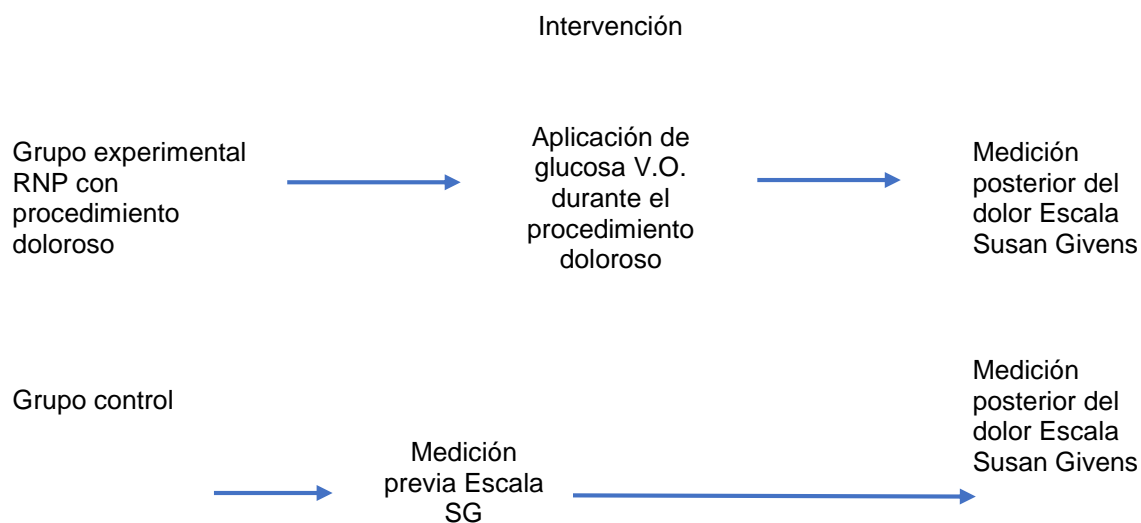 Intervención
Grupo experimental
RNP con
procedimiento
doloroso
Aplicación de
glucosa V.O.
durante el
procedimiento
doloroso
Medición
posterior del
dolor Escala
Susan Givens
Grupo control
Medición
previa Escala
SG
Medición
posterior del
dolor Escala
Susan Givens